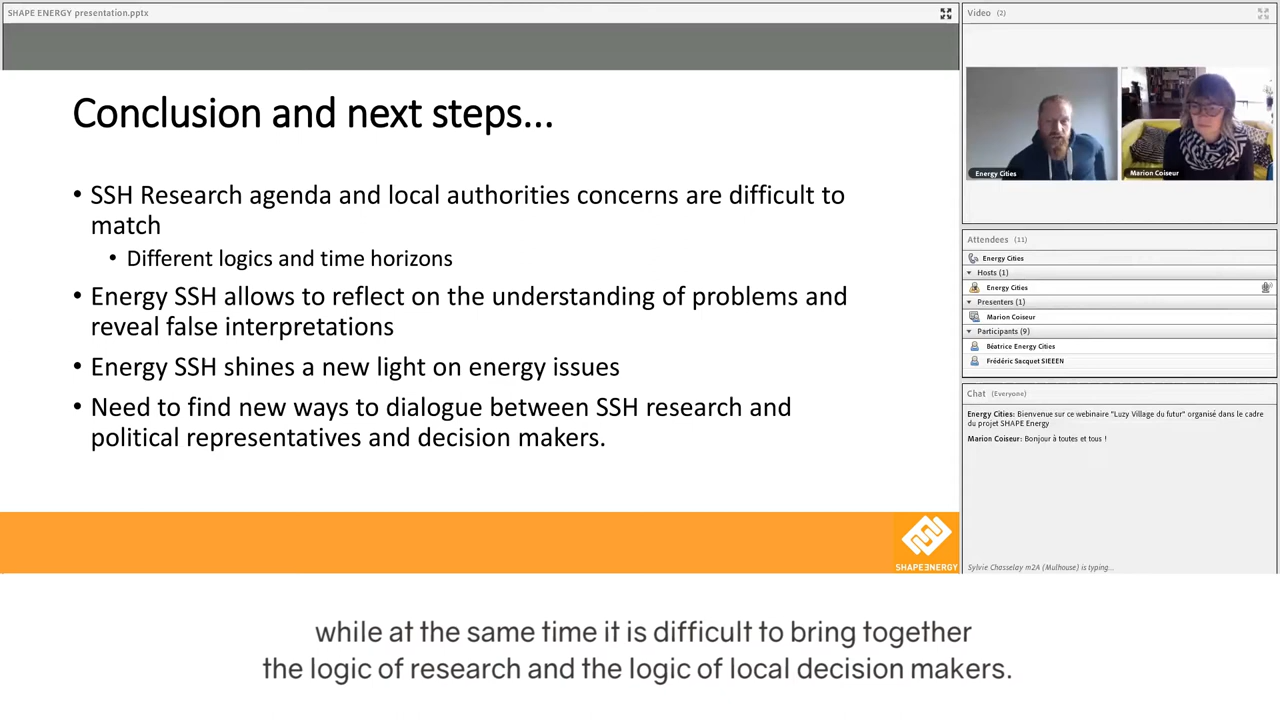 SHAPE ENERGY presentation.pptx
Conclusion and next steps...
• SSH Research agenda and local authorities concerns are difficult to
match
• Different logics and time horizons
• Energy SSH allows to reflect on the understanding of problems and
reveal false interpretations
• Energy SSH shines a new light on energy issues
• Need to find new ways to dialogue between SSH research and
political representatives and decision makers.
SHAPE ENERGY
Video (2)
Energy Cities
Marion Coiseur
Attendees (11)
Energy Cities
Hosts (1)
Energy Cities
Presenters (1)
Marion Coiseur
Participants (9)
Béatrice Energy Cities
Frédéric Sacquet SIEEEN
Chat (Everyone)
Energy Cities: Bienvenue sur ce webinaire "Luzy Village du futur" organisé dans le cadre
du projet SHAPE Energy
Marion Coiseur: Bonjour à toutes et tous !
Sylvie Chasselay m2A (Mulhouse) is typing...
while at the same time it is difficult to bring together
the logic of research and the logic of local decision makers.